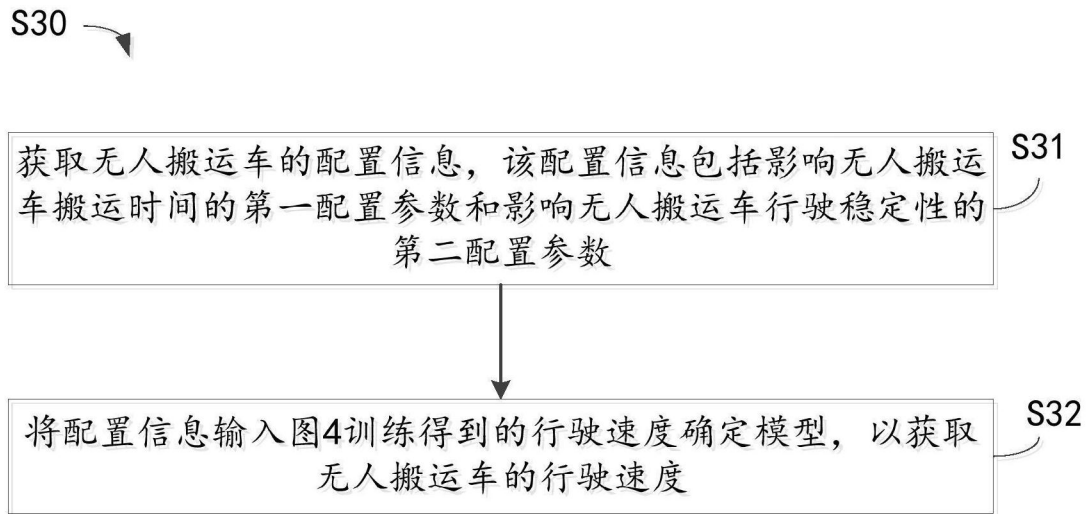 S30
获取无人搬运车的配置信息，该配置信息包括影响无人搬运
车搬运时间的第一配置参数和影响无人搬运车行驶稳定性的
第二配置参数
S31
将配置信息输入图4训练得到的行驶速度确定模型，以获取
无人搬运车的行驶速度
S32